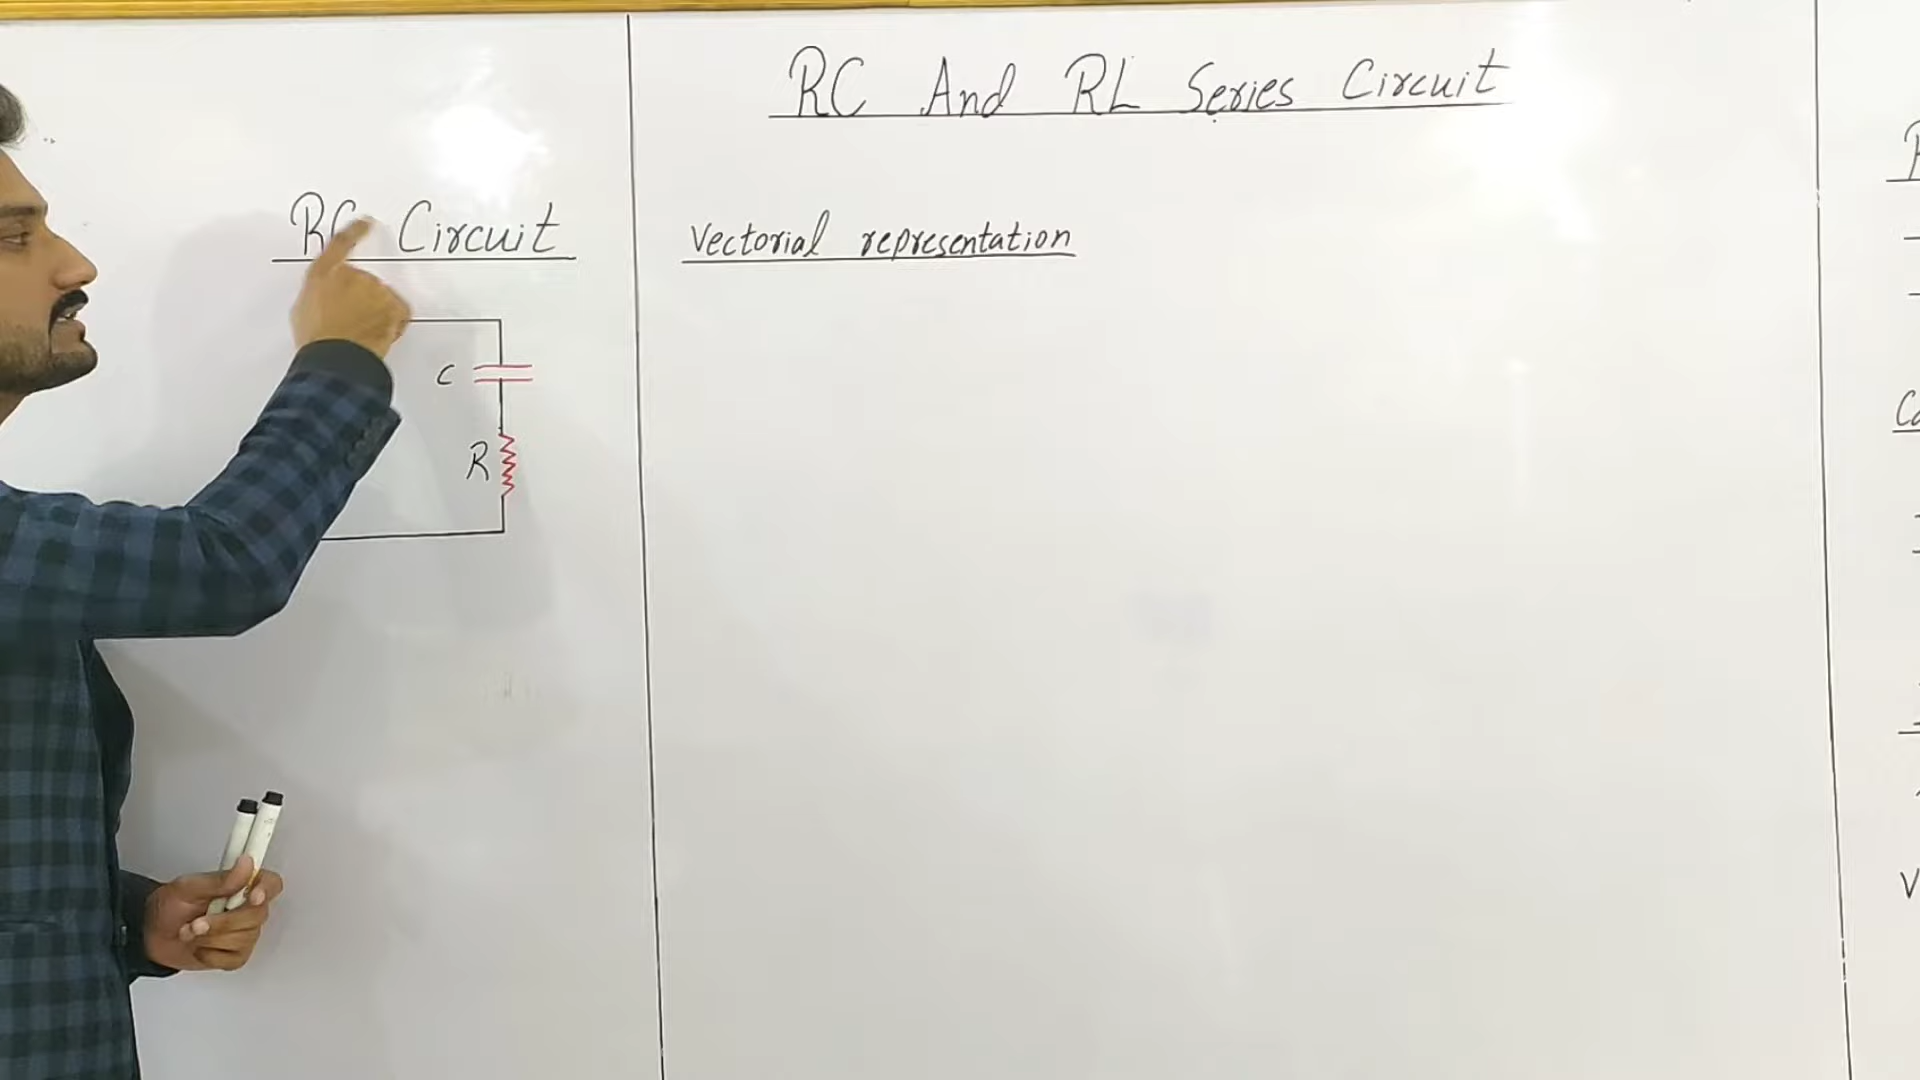 RC And RL Series Circuit
RC Circuit
Vectorial representation
C
R